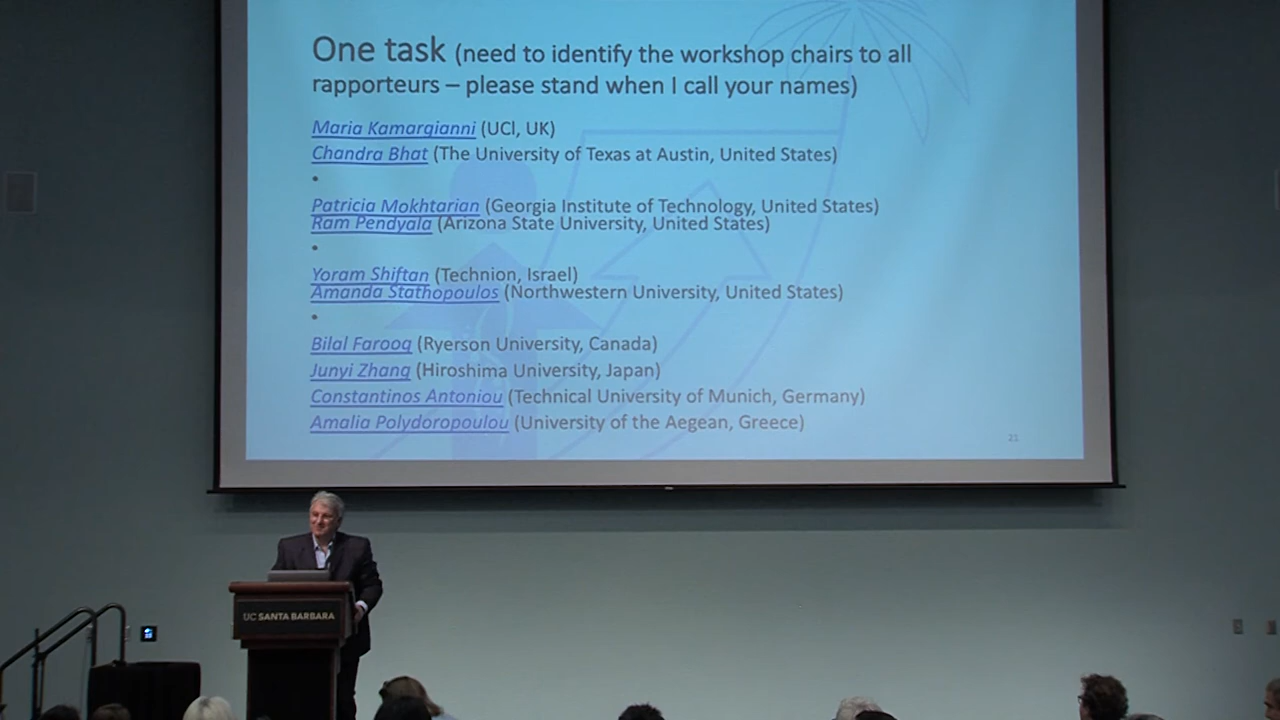 One task (need to identify the workshop chairs to all
rapporteurs – please stand when I call your names)
Maria Kamargianni (UCl, UK)
Chandra Bhat (The University of Texas at Austin, United States)
•
Patricia Mokhtarian (Georgia Institute of Technology, United States)
Ram Pendyala (Arizona State University, United States)
•
Yoram Shiftan (Technion, Israel)
Amanda Stathopoulos (Northwestern University, United States)
•
Bilal Farooq (Ryerson University, Canada)
Junyi Zhang (Hiroshima University, Japan)
Constantinos Antoniou (Technical University of Munich, Germany)
Amalia Polydoropoulou (University of the Aegean, Greece)
21
UC SANTA BARBARA